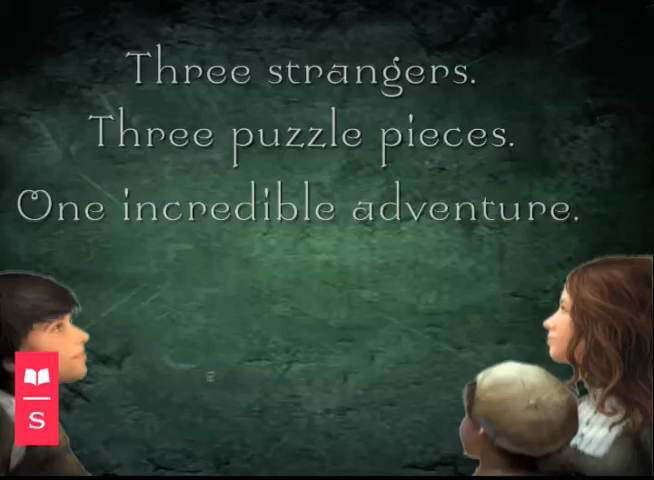 Three strangers.
Three puzzle pieces.
One incredible adventure.
S